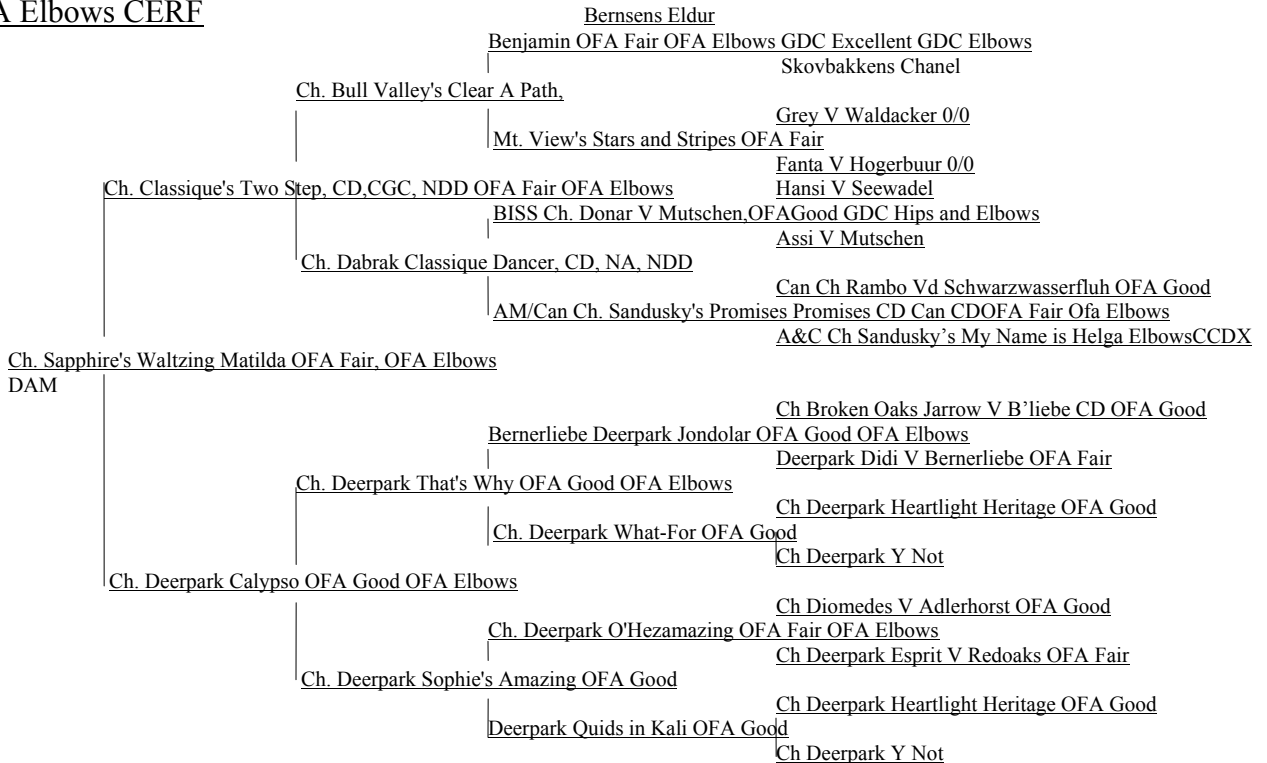 A Elbows CERF
Bernsens Eldur
Benjamin OFA Fair OFA Elbows GDC Excellent GDC Elbows
Skovbakkens Chanel
Ch. Bull Valley's Clear A Path,
Grey V Waldacker 0/0
Mt. View's Stars and Stripes OFA Fair
Fanta V Hogerbuur 0/0
Ch. Classique's Two Step, CD,CGC, NDD OFA Fair OFA Elbows
Hansi V Seewadel
BISS Ch. Donar V Mutschen,OFAGood GDC Hips and Elbows
Assi V Mutschen
Ch. Dabrak Classique Dancer, CD, NA, NDD
Can Ch Rambo Vd Schwarzwasserfluh OFA Good
AM/Can Ch. Sandusky's Promises Promises CD Can CDOFA Fair Ofa Elbows
A&C Ch Sandusky’s My Name is Helga ElbowsCCDX
Ch. Sapphire's Waltzing Matilda OFA Fair, OFA Elbows
DAM
Ch Broken Oaks Jarrow V B’liebe CD OFA Good
Bernerliebe Deerpark Jondolar OFA Good OFA Elbows
Deerpark Didi V Bernerliebe OFA Fair
Ch. Deerpark That's Why OFA Good OFA Elbows
Ch Deerpark Heartlight Heritage OFA Good
Ch. Deerpark What-For OFA Good
Ch Deerpark Y Not
Ch. Deerpark Calypso OFA Good OFA Elbows
Ch Diomedes V Adlerhorst OFA Good
Ch. Deerpark O'Hezamazing OFA Fair OFA Elbows
Ch Deerpark Esprit V Redoaks OFA Fair
Ch. Deerpark Sophie's Amazing OFA Good
Ch Deerpark Heartlight Heritage OFA Good
Deerpark Quids in Kali OFA Good
Ch Deerpark Y Not